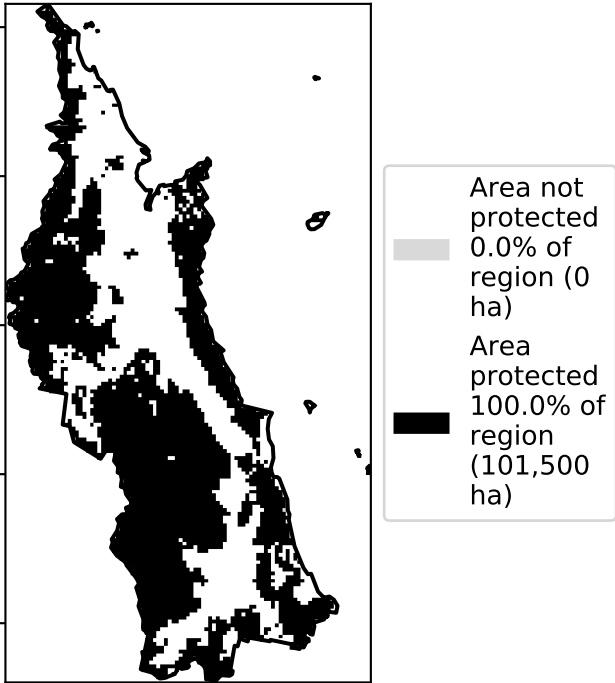 Area not
protected
0.0% of
region (0
ha)
Area
protected
100.0% of
region
(101,500
ha)